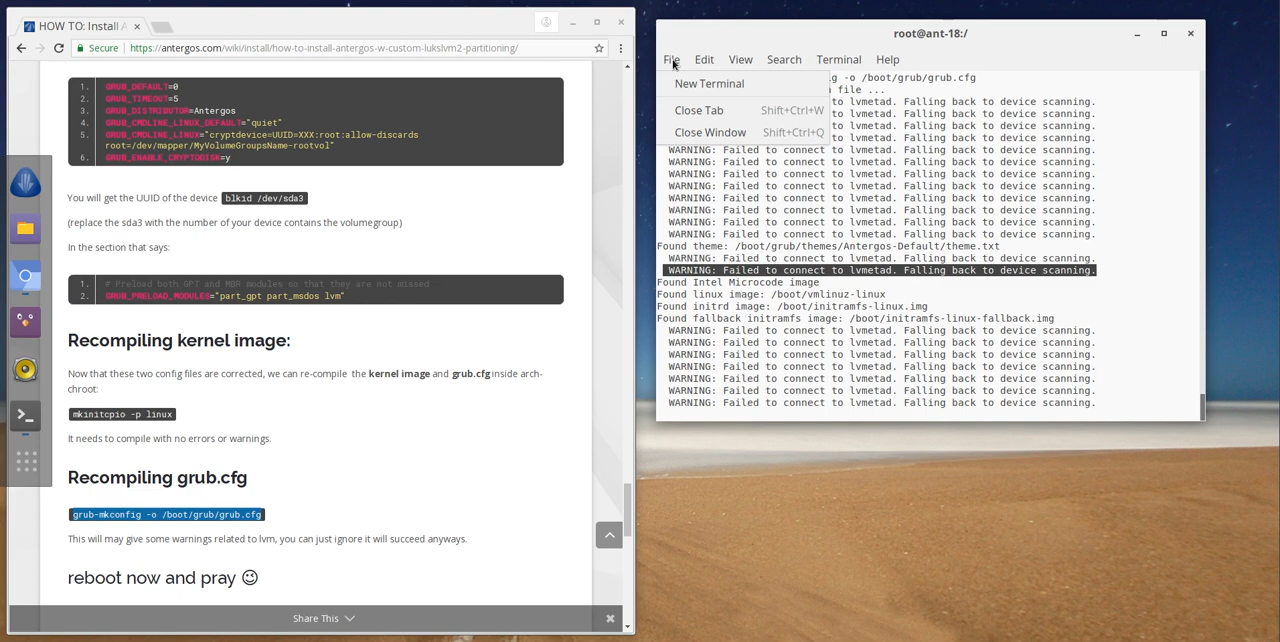 HOW TO: Install A
Secure
https://antergos.com/wiki/install/how-to-install-antergos-w-custom-lukslvm2-partitioning/
1. GRUB_DEFAULT=0
2. GRUB_TIMEOUT=5
3. GRUB_DISTRIBUTOR=Antergos
4. GRUB_CMDLINE_LINUX_DEFAULT="quiet"
5. GRUB_CMDLINE_LINUX="cryptdevice=UUID=XXX:root:allow-discards
root=/dev/mapper/MyVolumeGroupsName-rootvol"
6. GRUB_ENABLE_CRYPTODISK=y
You will get the UUID of the device blkid /dev/sda3
(replace the sda3 with the number of your device contains the volumegroup)
In the section that says:
1. # Preload both GPT and MBR modules so that they are not missed
2. GRUB_PRELOAD_MODULES="part_gpt part_msdos lvm"
Recompiling kernel image:
Now that these two config files are corrected, we can re-compile the kernel image and grub.cfg inside arch-
chroot:
mkinitcpio -p linux
It needs to compile with no errors or warnings.
Recompiling grub.cfg
grub-mkconfig -o /boot/grub/grub.cfg
This will may give some warnings related to lvm, you can just ignore it will succeed anyways.
reboot now and pray
Share This
root@ant-18:/
File Edit View Search Terminal Help
New Terminal
Close Tab Shift+Ctrl+W
Close Window Shift+Ctrl+Q
g -o /boot/grub/grub.cfg
file ...
to lvmetad. Falling back to device scanning.
to lvmetad. Falling back to device scanning.
to lvmetad. Falling back to device scanning.
to lvmetad. Falling back to device scanning.
WARNING: Failed to connect to lvmetad. Falling back to device scanning.
WARNING: Failed to connect to lvmetad. Falling back to device scanning.
WARNING: Failed to connect to lvmetad. Falling back to device scanning.
WARNING: Failed to connect to lvmetad. Falling back to device scanning.
WARNING: Failed to connect to lvmetad. Falling back to device scanning.
WARNING: Failed to connect to lvmetad. Falling back to device scanning.
WARNING: Failed to connect to lvmetad. Falling back to device scanning.
WARNING: Failed to connect to lvmetad. Falling back to device scanning.
Found theme: /boot/grub/themes/Antergos-Default/theme.txt
WARNING: Failed to connect to lvmetad. Falling back to device scanning.
WARNING: Failed to connect to lvmetad. Falling back to device scanning.
Found Intel Microcode image
Found linux image: /boot/vmlinuz-linux
Found initrd image: /boot/initramfs-linux.img
Found fallback initramfs image: /boot/initramfs-linux-fallback.img
WARNING: Failed to connect to lvmetad. Falling back to device scanning.
WARNING: Failed to connect to lvmetad. Falling back to device scanning.
WARNING: Failed to connect to lvmetad. Falling back to device scanning.
WARNING: Failed to connect to lvmetad. Falling back to device scanning.
WARNING: Failed to connect to lvmetad. Falling back to device scanning.
WARNING: Failed to connect to lvmetad. Falling back to device scanning.
WARNING: Failed to connect to lvmetad. Falling back to device scanning.